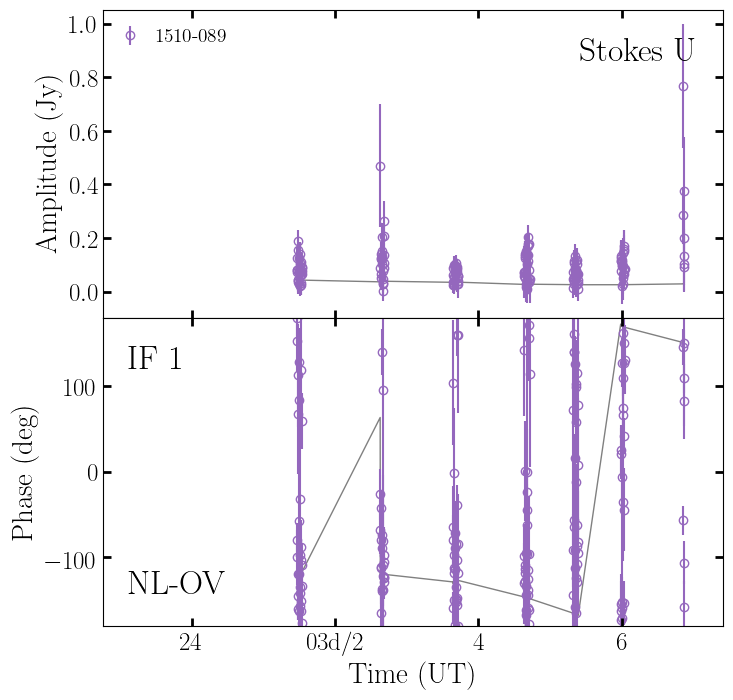 1510-089
Stokes U
Amplitude (Jy)
1.0
0.8
0.6
0.4
0.2
0.0
IF 1
NL-OV
Phase (deg)
100
0
−100
24
03d/2
4
6
Time (UT)